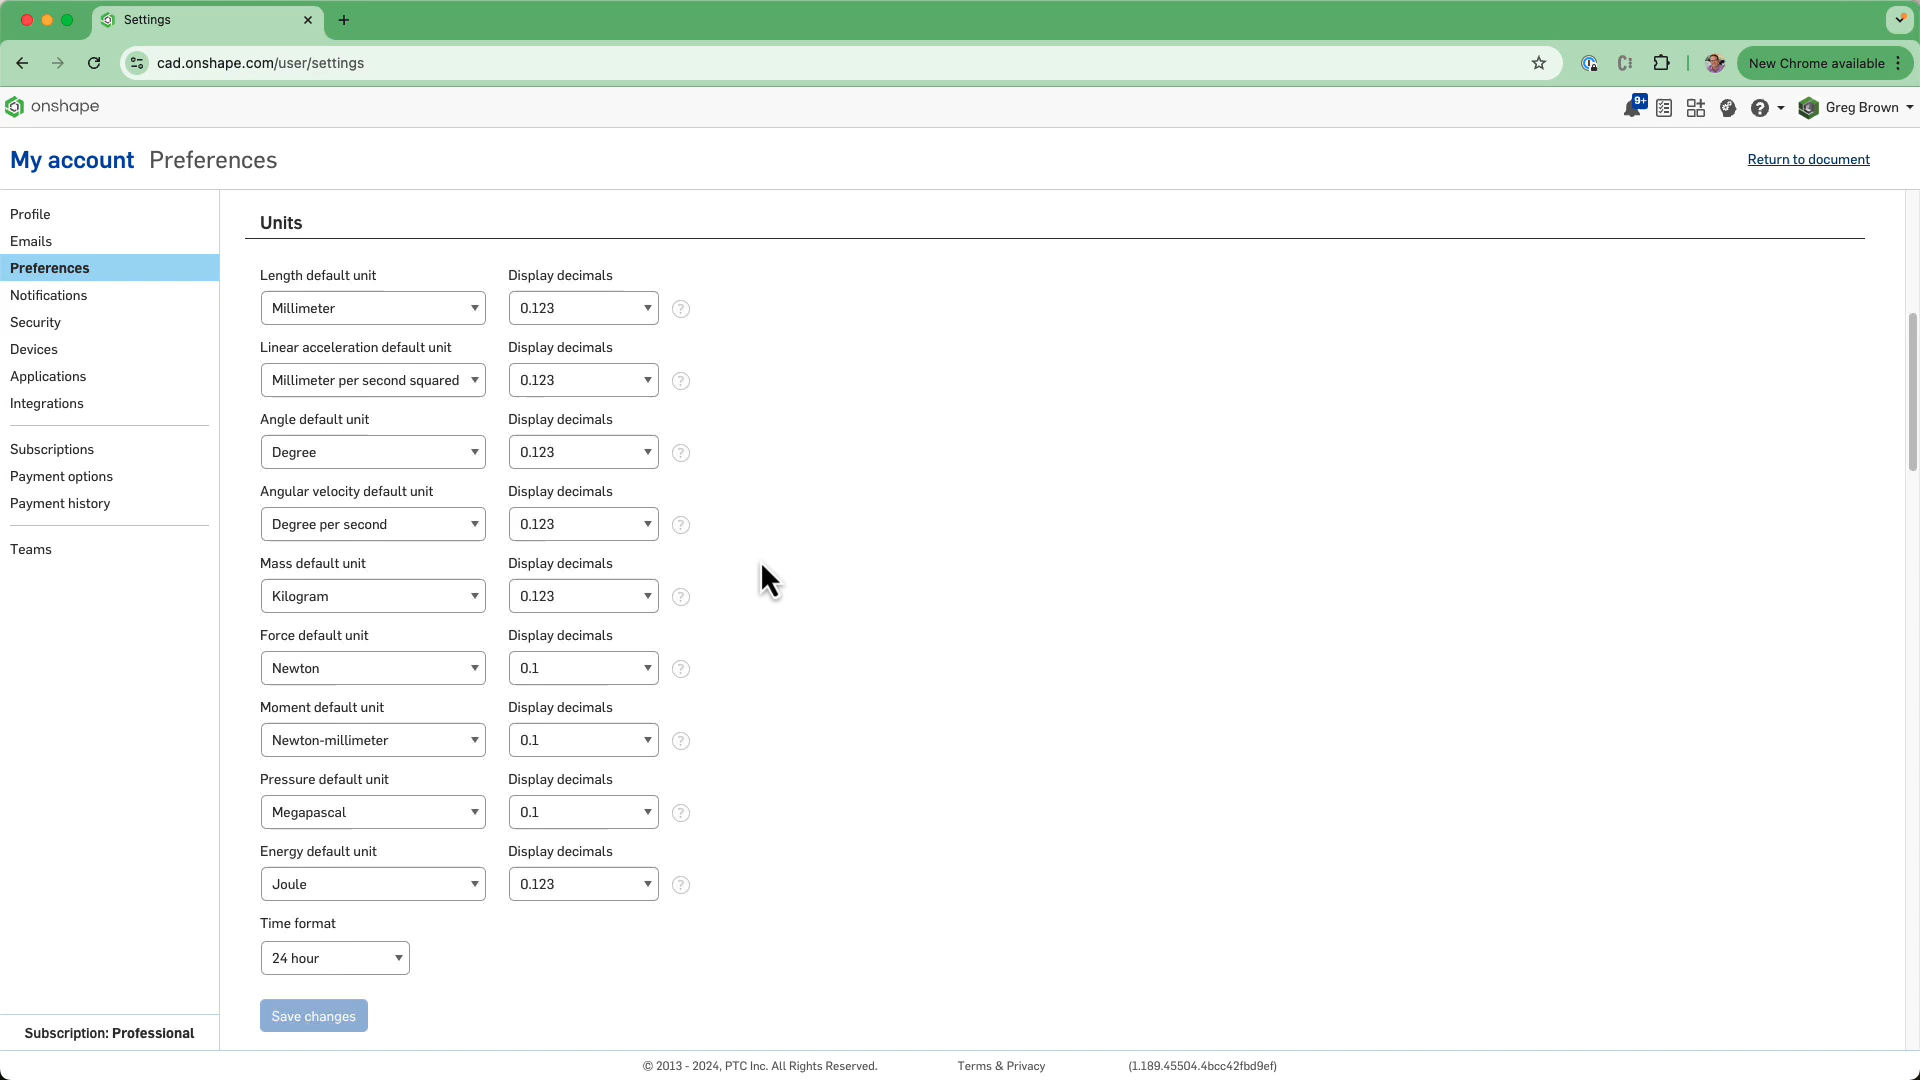 Settings
cad.onshape.com/user/settings
New Chrome available
onshape
9+
Greg Brown
My account Preferences
Return to document
Profile
Emails
Preferences
Notifications
Security
Devices
Applications
Integrations
Subscriptions
Payment options
Payment history
Teams
Subscription: Professional
Units
Length default unit Display decimals
Millimeter 0.123 ?
Linear acceleration default unit Display decimals
Millimeter per second squared 0.123 ?
Angle default unit Display decimals
Degree 0.123 ?
Angular velocity default unit Display decimals
Degree per second 0.123 ?
Mass default unit Display decimals
Kilogram 0.123 ?
Force default unit Display decimals
Newton 0.1 ?
Moment default unit Display decimals
Newton-millimeter 0.1 ?
Pressure default unit Display decimals
Megapascal 0.1 ?
Energy default unit Display decimals
Joule 0.123 ?
Time format
24 hour
Save changes
© 2013 - 2024, PTC Inc. All Rights Reserved. Terms & Privacy (1.189.45504.4bcc42fbd9ef)